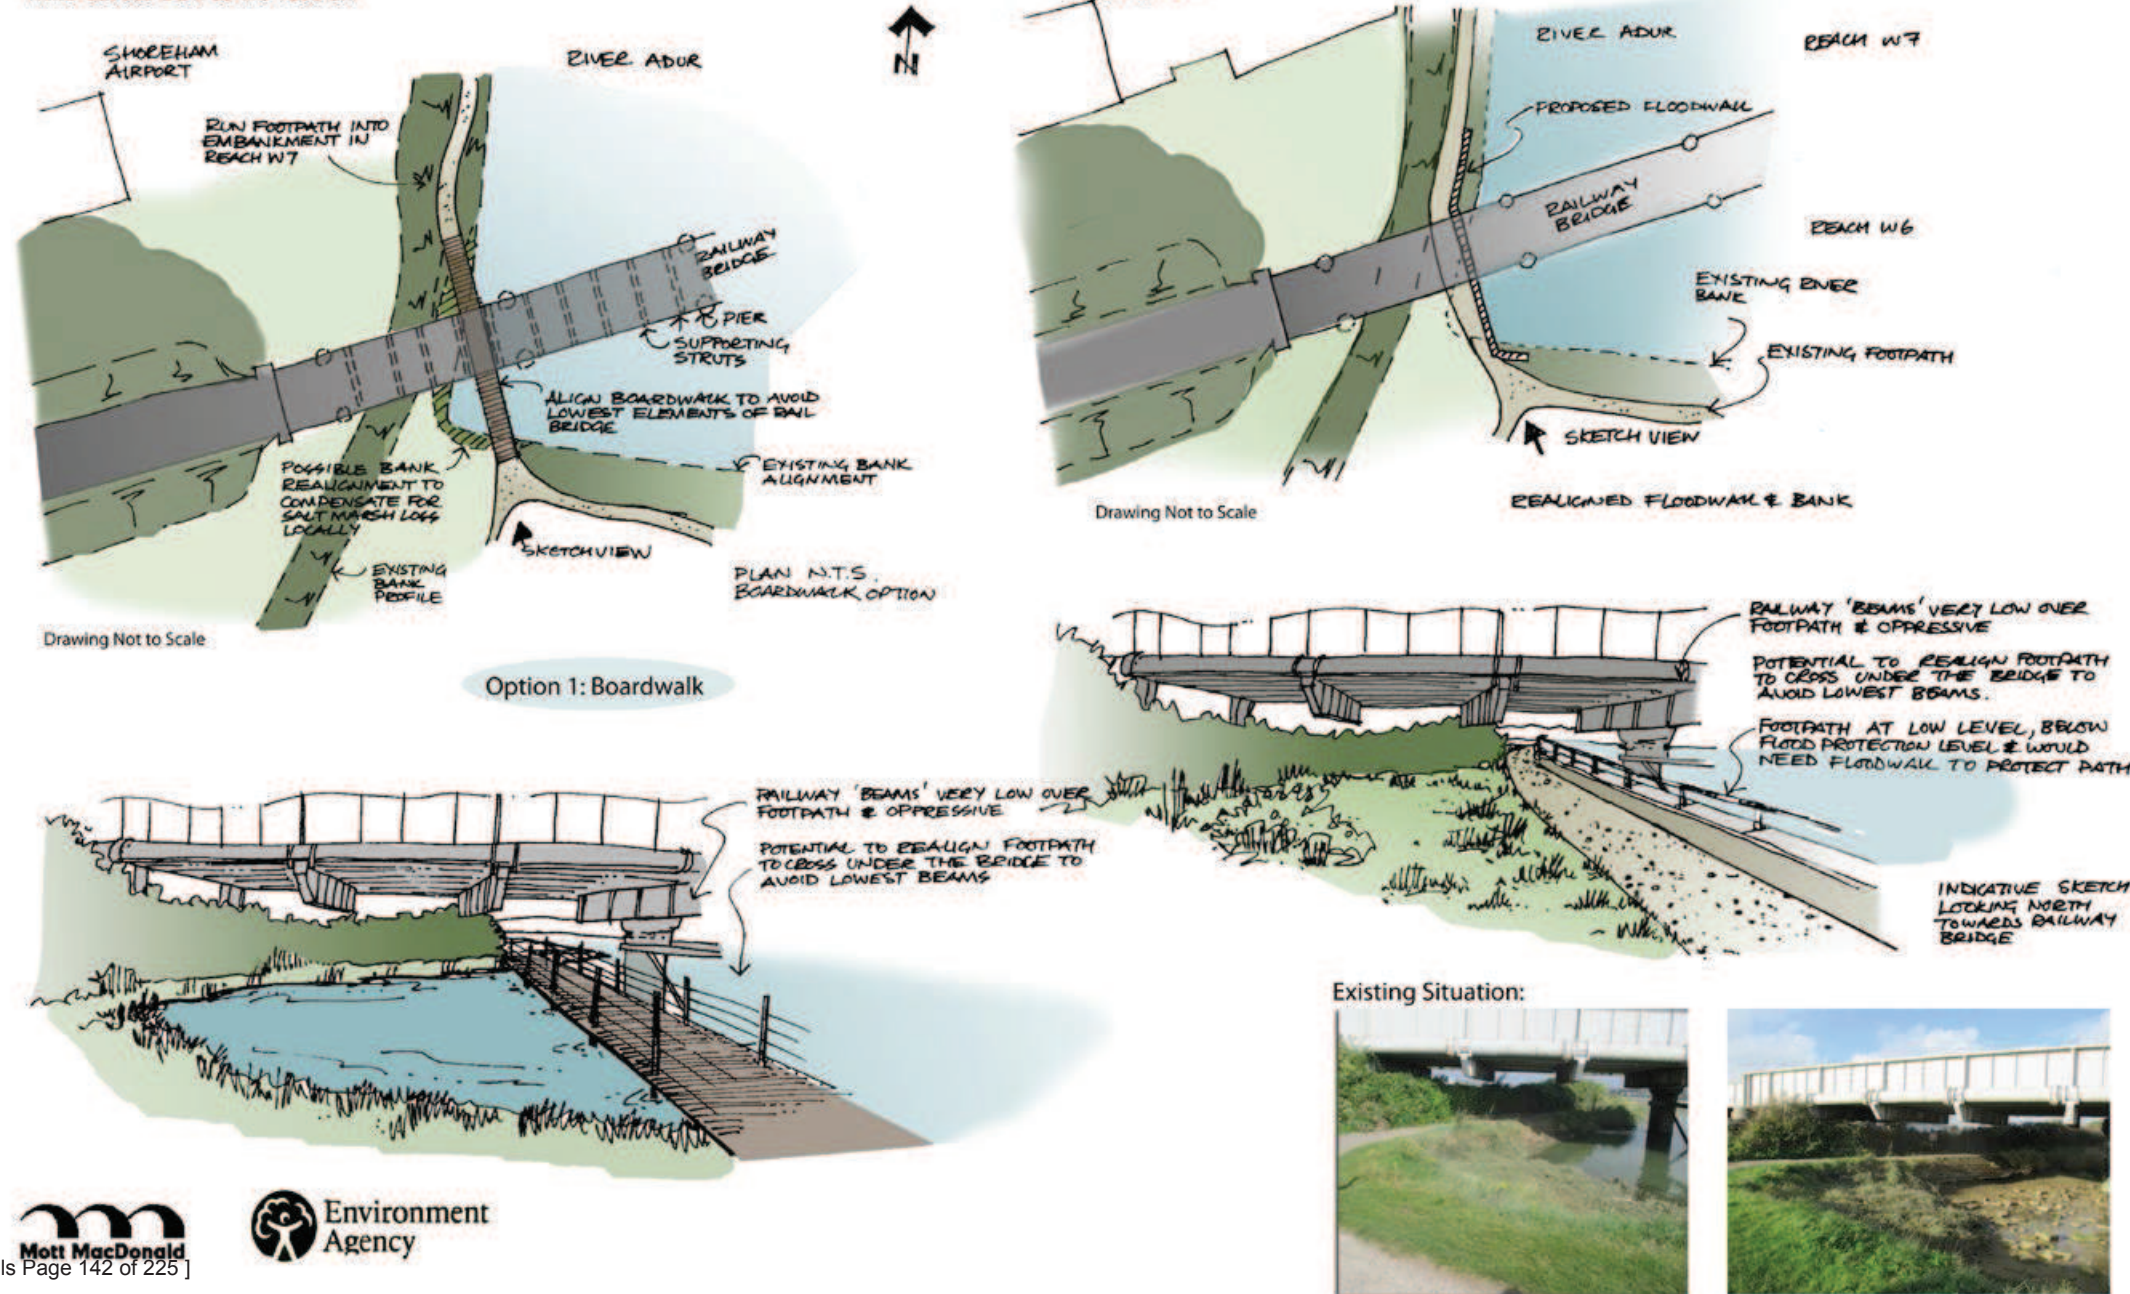 SHOREHAM
AIRPORT
RIVER ADUR
N
RUN FOOTPATH INTO
EMBANKMENT IN
REACH W7
RAILWAY
BRIDGE
PIER
SUPPORTING
STRUTS
ALIGN BOARDWALK TO AVOID
LOWEST ELEMENTS OF RAIL
BRIDGE
POSSIBLE BANK
REALIGNMENT TO
COMPENSATE FOR
SALT MARSH LOSS
LOCALLY
EXISTING BANK
ALIGNMENT
SKETCH VIEW
EXISTING
BANK
PROFILE
PLAN N.T.S.
BOARDWALK OPTION
Drawing Not to Scale
Option 1: Boardwalk
RIVER ADUR
REACH W7
PROPOSED FLOODWALL
RAILWAY
BRIDGE
REACH W6
EXISTING RIVER
BANK
EXISTING FOOTPATH
SKETCH VIEW
Drawing Not to Scale
REALIGNED FLOODWALL & BANK
RAILWAY 'BEAMS' VERY LOW OVER
FOOTPATH & OPPRESSIVE
POTENTIAL TO REALIGN FOOTPATH
TO CROSS UNDER THE BRIDGE TO
AVOID LOWEST BEAMS.
FOOTPATH AT LOW LEVEL, BELOW
FLOOD PROTECTION LEVEL & WOULD
NEED FLOODWALL TO PROTECT PATH
RAILWAY 'BEAMS' VERY LOW OVER
FOOTPATH & OPPRESSIVE
POTENTIAL TO REALIGN FOOTPATH
TO CROSS UNDER THE BRIDGE TO
AVOID LOWEST BEAMS
INDICATIVE SKETCH
LOOKING NORTH
TOWARDS RAILWAY
BRIDGE
Existing Situation:
Mott MacDonald
Environment
Agency
ls Page 142 of 225 ]